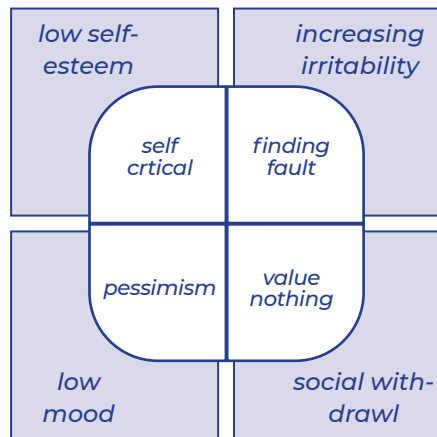 low self-
esteem
increasing
irritability
self
crtical
finding
fault
pessimism
value
nothing
low
mood
social with-
drawl